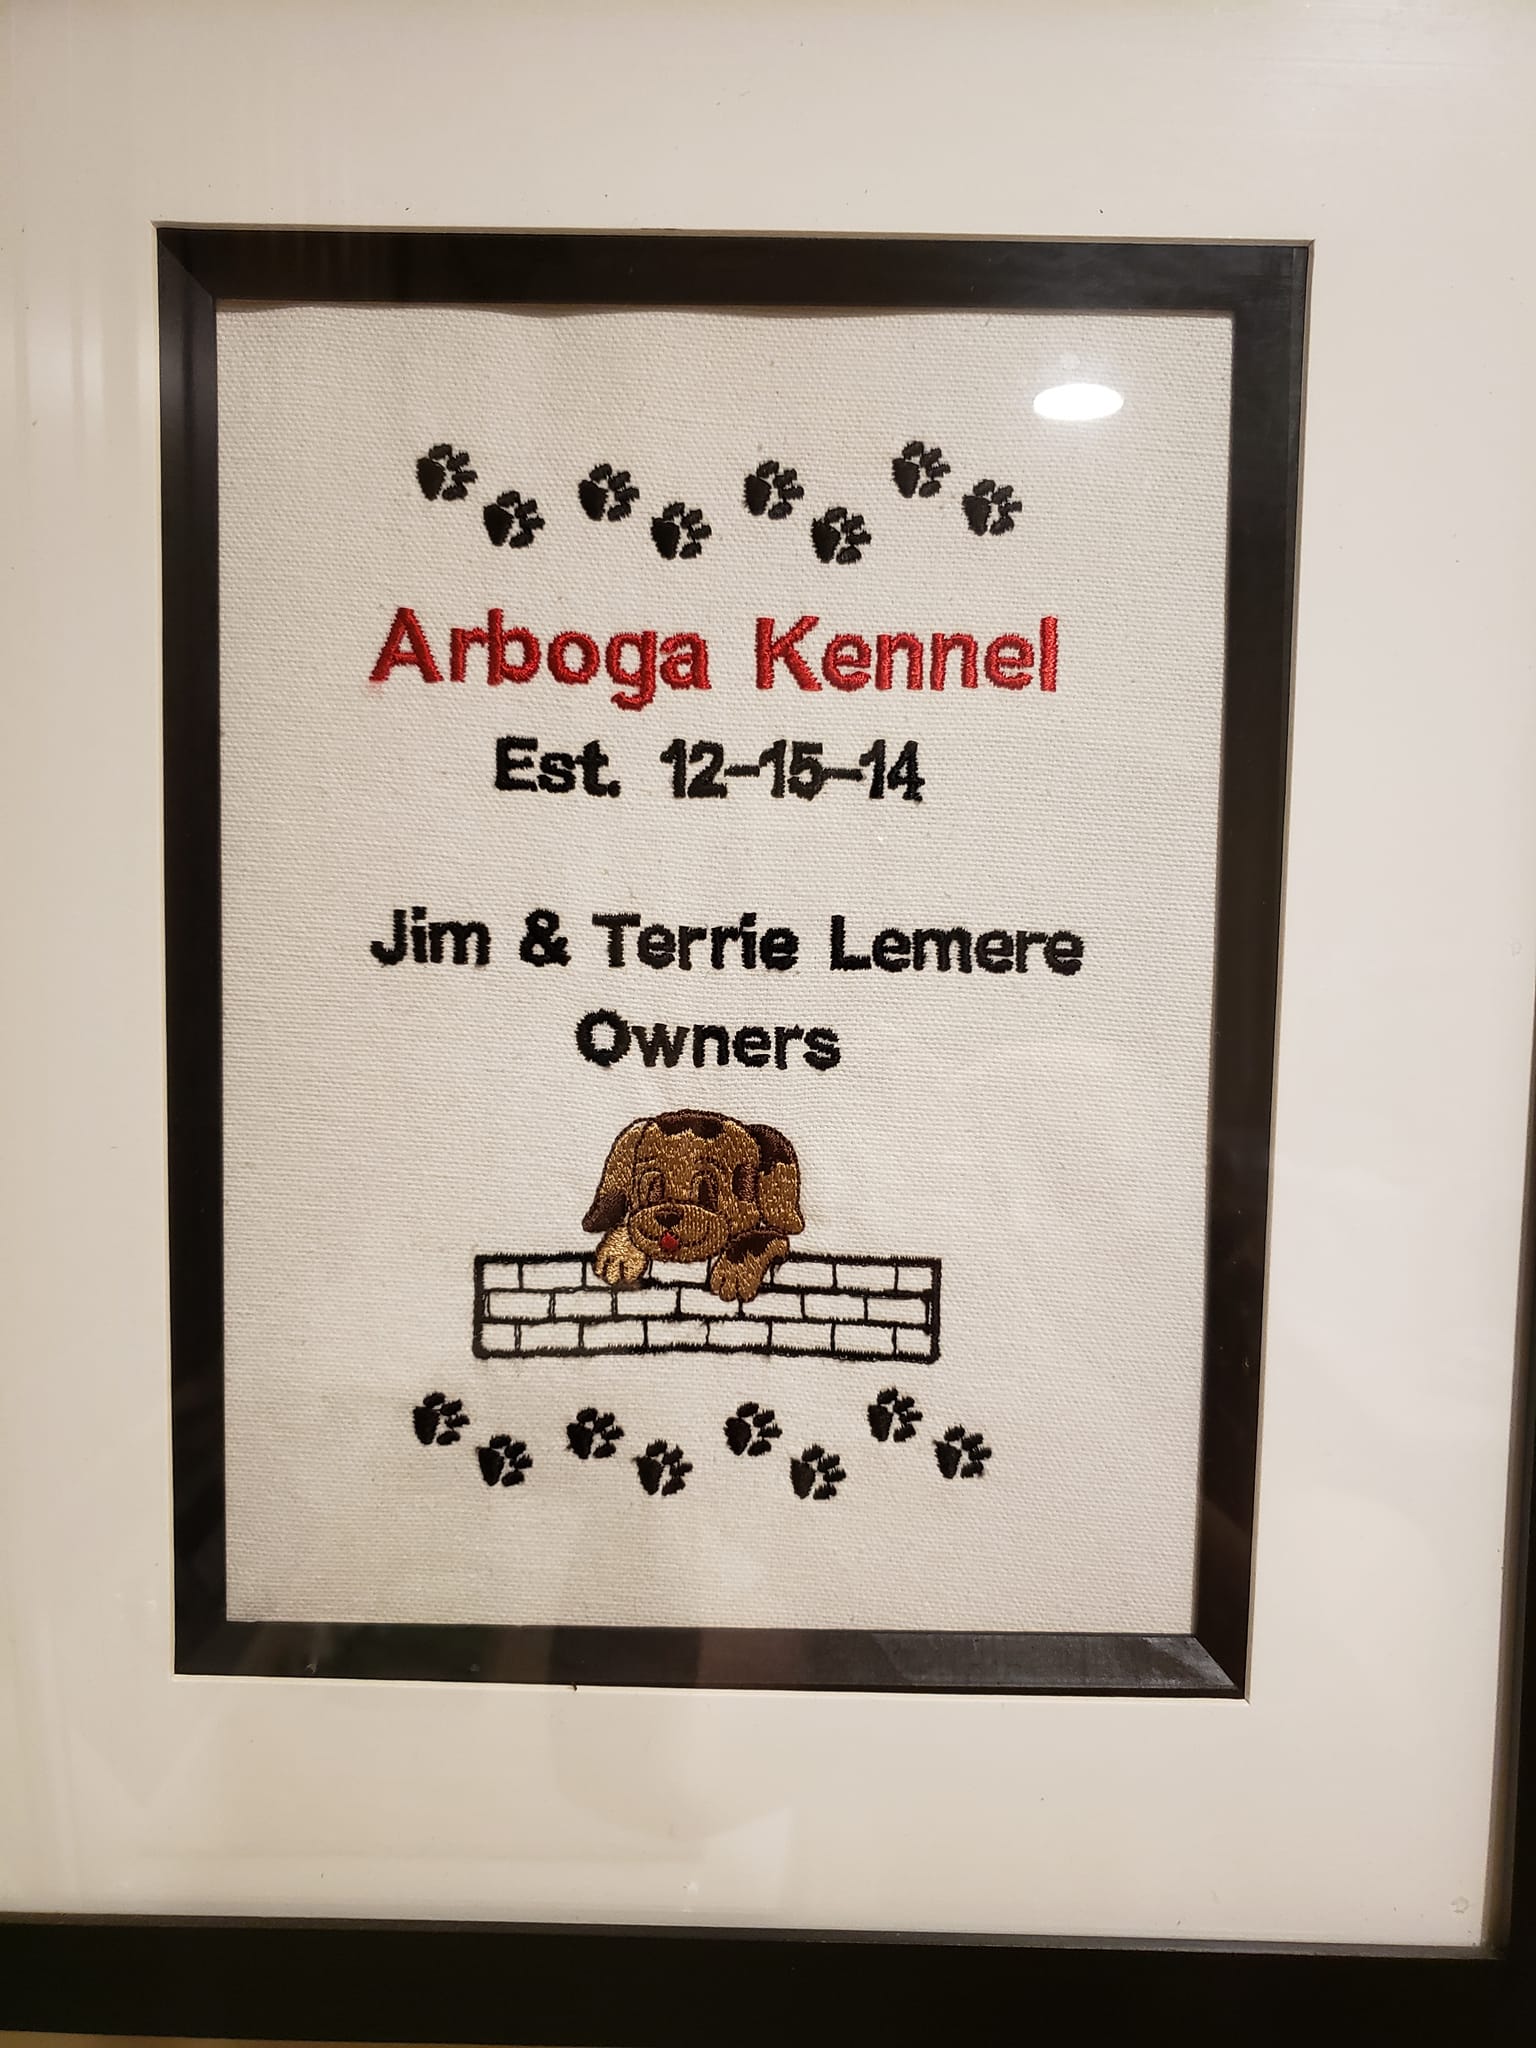 Arboga Kennel
Est. 12-15-14
Jim & Terrie Lemere
Owners